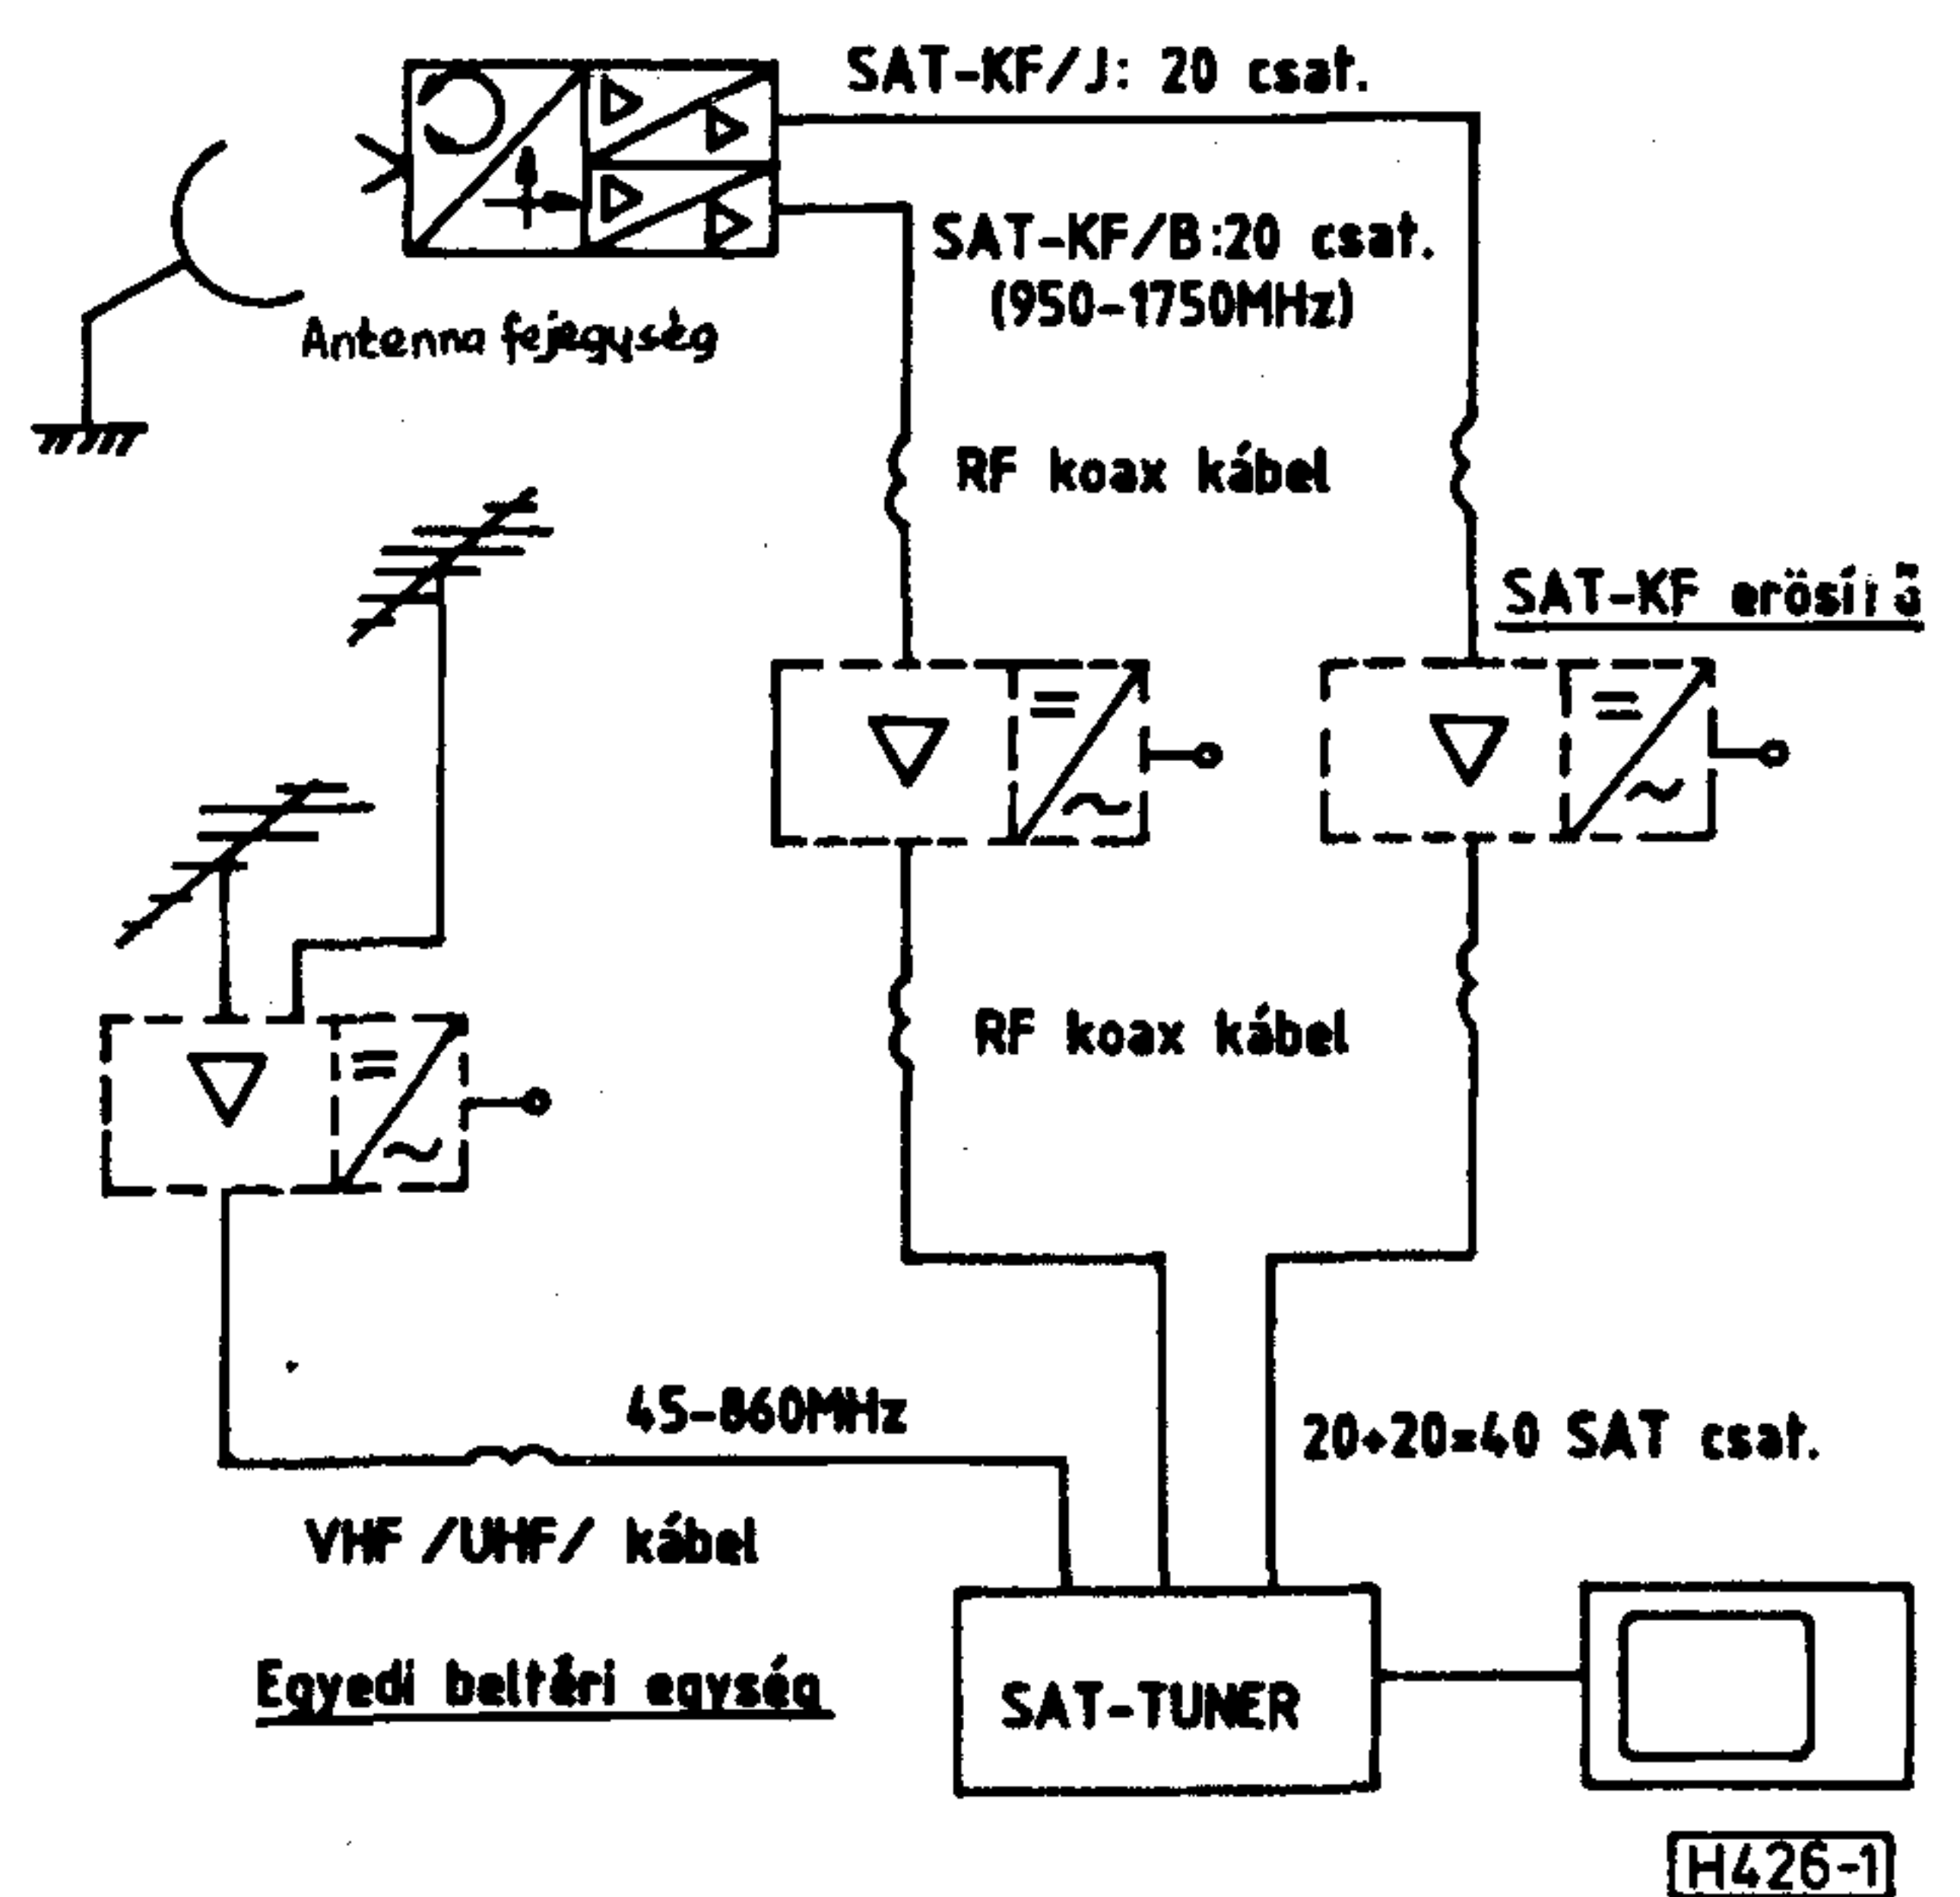 SAT-KF/J: 20 csat.
SAT-KF/B:20 csat.
(950-1750MHz)
Antenna fejegység
RF koax kábel
SAT-KF erösítő
RF koax kábel
45-860MHz
20+20=40 SAT csat.
VHF /UHF/ kábel
Egyedi beltéri egység
SAT-TUNER
H426-1